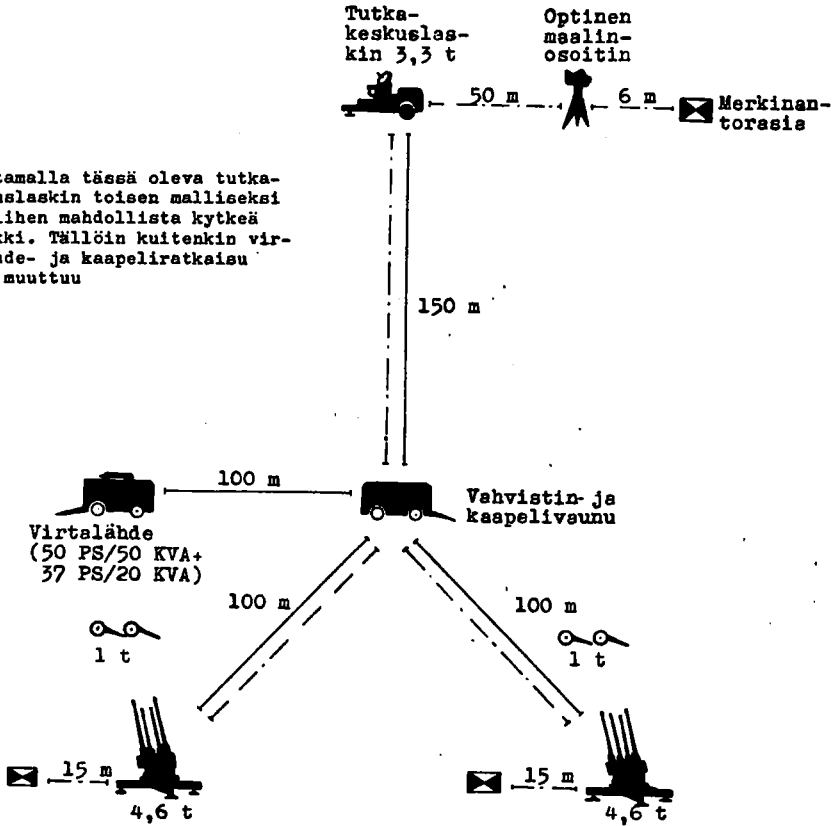 Tutka-
keskuslas-
kin 3,3 t
Optinen
maalin-
osoitin
50 m
6 m
Merkinan-
torasia
tamalla tässä oleva tutka-
uslaskin toisen malliseksi
iihen mahdollista kytkeä
kki. Tällöin kuitenkin vir-
hde- ja kaapeliratkaisu
muuttuu
150 m
100 m
Virtalähde
(50 PS/50 KVA+
37 PS/20 KVA)
Vahvistin- ja
kaapelivaunu
100 m
100 m
1 t
1 t
15 m
4,6 t
15 m
4,6 t